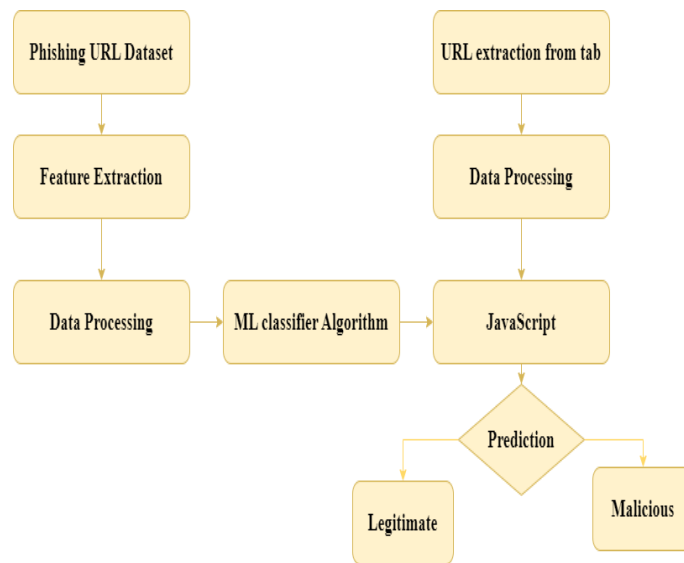 Phishing URL Dataset
URL extraction from tab
Feature Extraction
Data Processing
Data Processing
ML classifier Algorithm
JavaScript
Prediction
Legitimate
Malicious